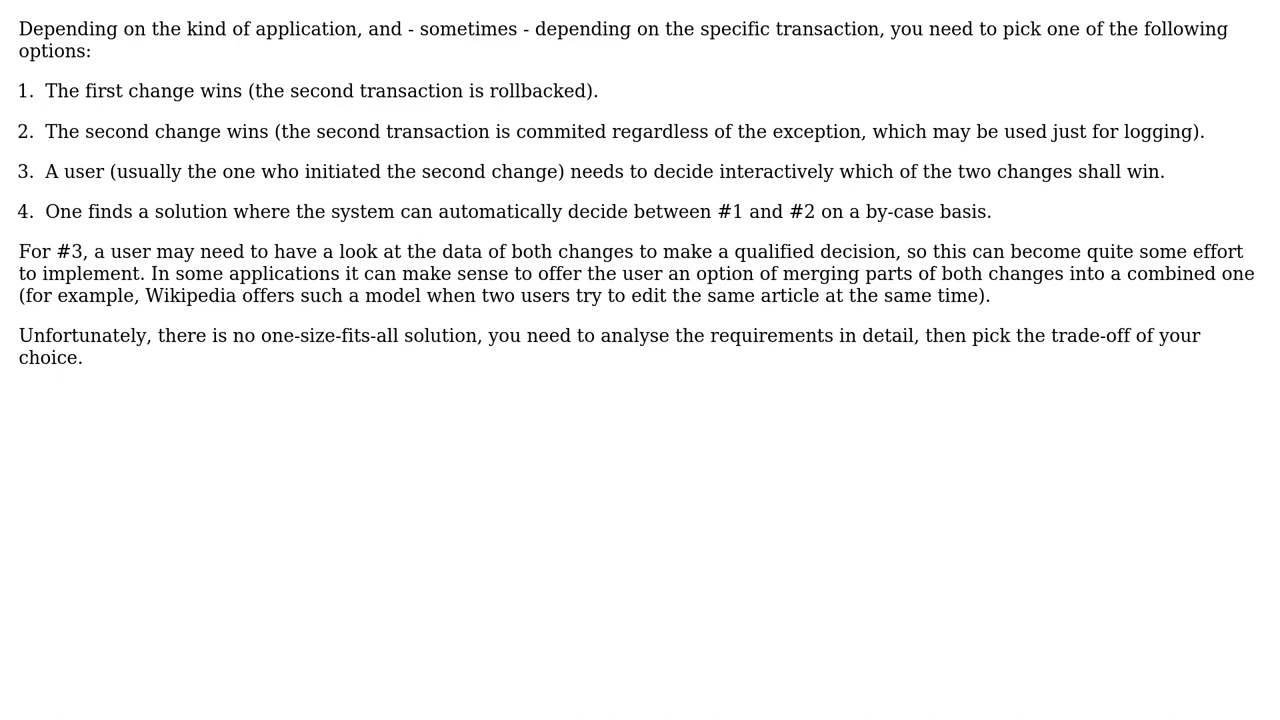 Depending on the kind of application, and - sometimes - depending on the specific transaction, you need to pick one of the following
options:
1. The first change wins (the second transaction is rollbacked).
2. The second change wins (the second transaction is commited regardless of the exception, which may be used just for logging).
3. A user (usually the one who initiated the second change) needs to decide interactively which of the two changes shall win.
4. One finds a solution where the system can automatically decide between #1 and #2 on a by-case basis.
For #3, a user may need to have a look at the data of both changes to make a qualified decision, so this can become quite some effort
to implement. In some applications it can make sense to offer the user an option of merging parts of both changes into a combined one
(for example, Wikipedia offers such a model when two users try to edit the same article at the same time).
Unfortunately, there is no one-size-fits-all solution, you need to analyse the requirements in detail, then pick the trade-off of your
choice.